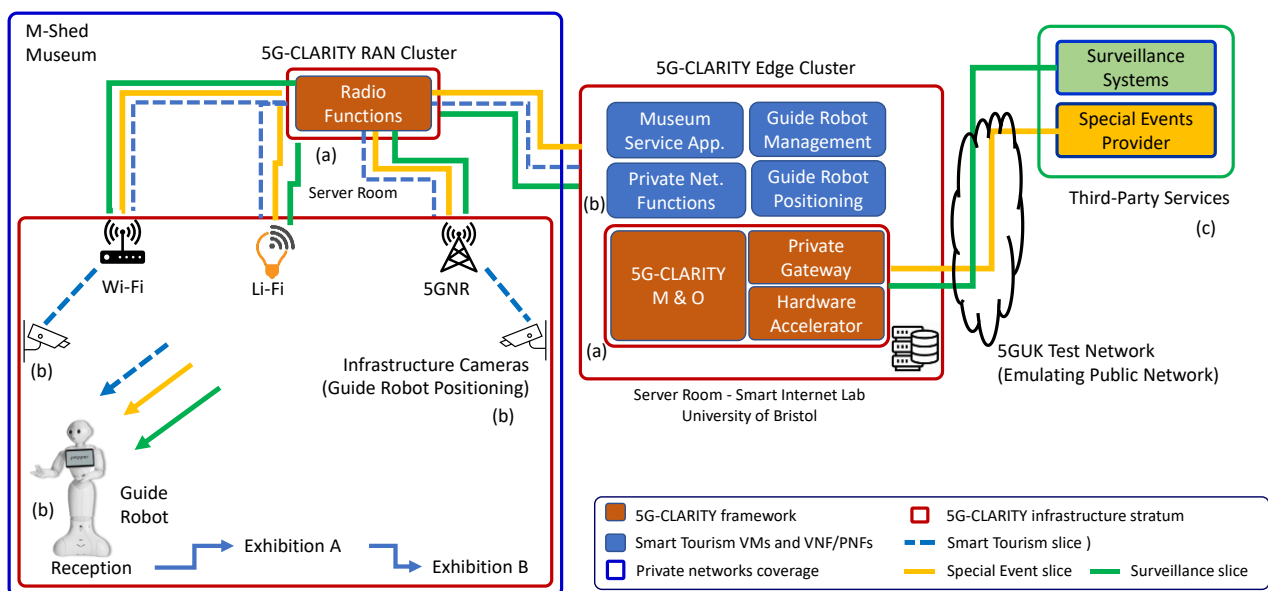 M-Shed
Museum
5G-CLARITY RAN Cluster
Radio
Functions
(a)
Server Room
Wi-Fi
Li-Fi
5GNR
(b)
Infrastructure Cameras
(Guide Robot Positioning)
(b)
(b)
Guide
Robot
Reception
Exhibition A
Exhibition B
5G-CLARITY Edge Cluster
Museum
Service App.
Guide Robot
Management
Private Net.
Functions
Guide Robot
Positioning
(b)
5G-CLARITY
M & O
Private
Gateway
Hardware
Accelerator
(a)
Server Room - Smart Internet Lab
University of Bristol
Surveillance
Systems
Special Events
Provider
Third-Party Services
(c)
5GUK Test Network
(Emulating Public Network)
5G-CLARITY framework
5G-CLARITY infrastructure stratum
Smart Tourism VMs and VNF/PNFs
Smart Tourism slice )
Private networks coverage
Special Event slice
Surveillance slice